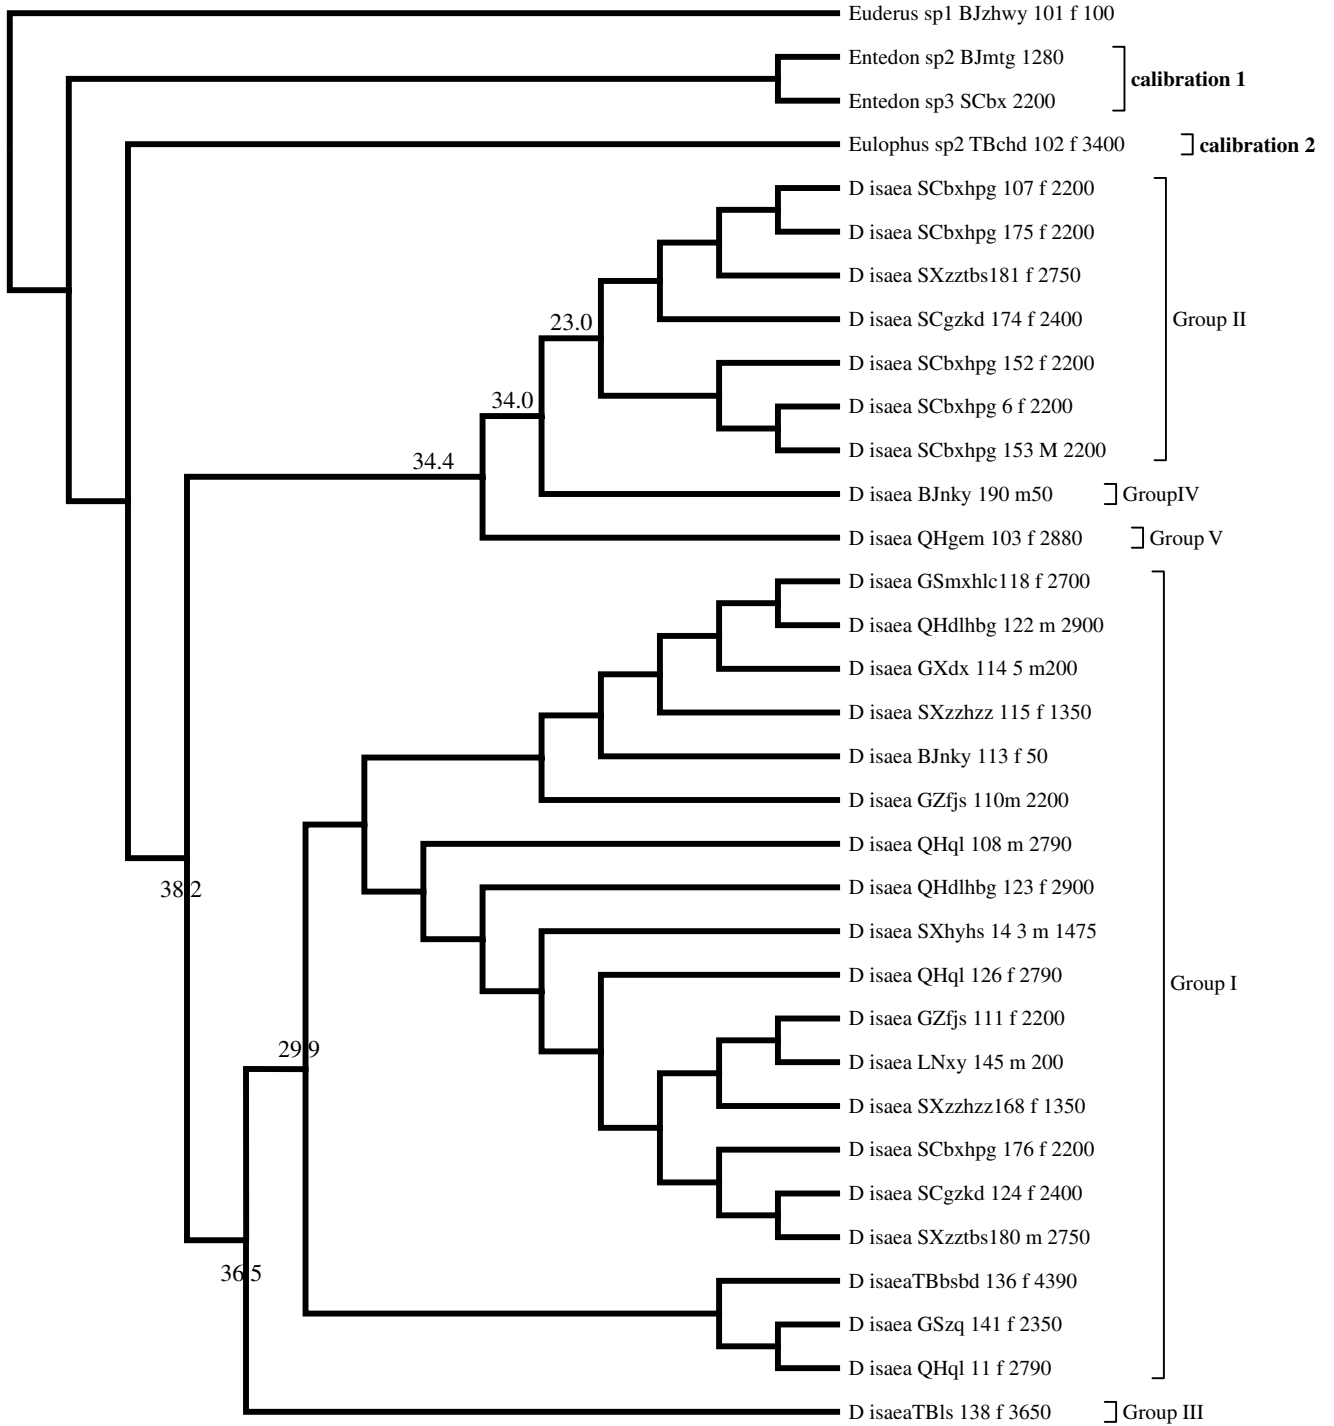 Euderus sp1 BJzhwy 101 f 100
Entedon sp2 BJmtg 1280
calibration 1
Entedon sp3 SCbx 2200
Eulophus sp2 TBchd 102 f 3400
calibration 2
D isaea SCbxhpg 107 f 2200
D isaea SCbxhpg 175 f 2200
D isaea SXzztbs181 f 2750
D isaea SCgzkd 174 f 2400
Group II
23.0
D isaea SCbxhpg 152 f 2200
34.0
D isaea SCbxhpg 6 f 2200
D isaea SCbxhpg 153 M 2200
34.4
D isaea BJnky 190 m50
GroupIV
D isaea QHgem 103 f 2880
Group V
D isaea GSmxhlc118 f 2700
D isaea QHdlhbg 122 m 2900
D isaea GXdx 114 5 m200
D isaea SXzzhzz 115 f 1350
D isaea BJnky 113 f 50
D isaea GZfjs 110m 2200
D isaea QHql 108 m 2790
38.2
D isaea QHdlhbg 123 f 2900
D isaea SXhyhs 14 3 m 1475
D isaea QHql 126 f 2790
Group I
D isaea GZfjs 111 f 2200
29.9
D isaea LNxy 145 m 200
D isaea SXzzhzz168 f 1350
D isaea SCbxhpg 176 f 2200
D isaea SCgzkd 124 f 2400
D isaea SXzztbs180 m 2750
36.5
D isaeaTBbsbd 136 f 4390
D isaea GSzq 141 f 2350
D isaea QHql 11 f 2790
D isaeaTBls 138 f 3650
Group III